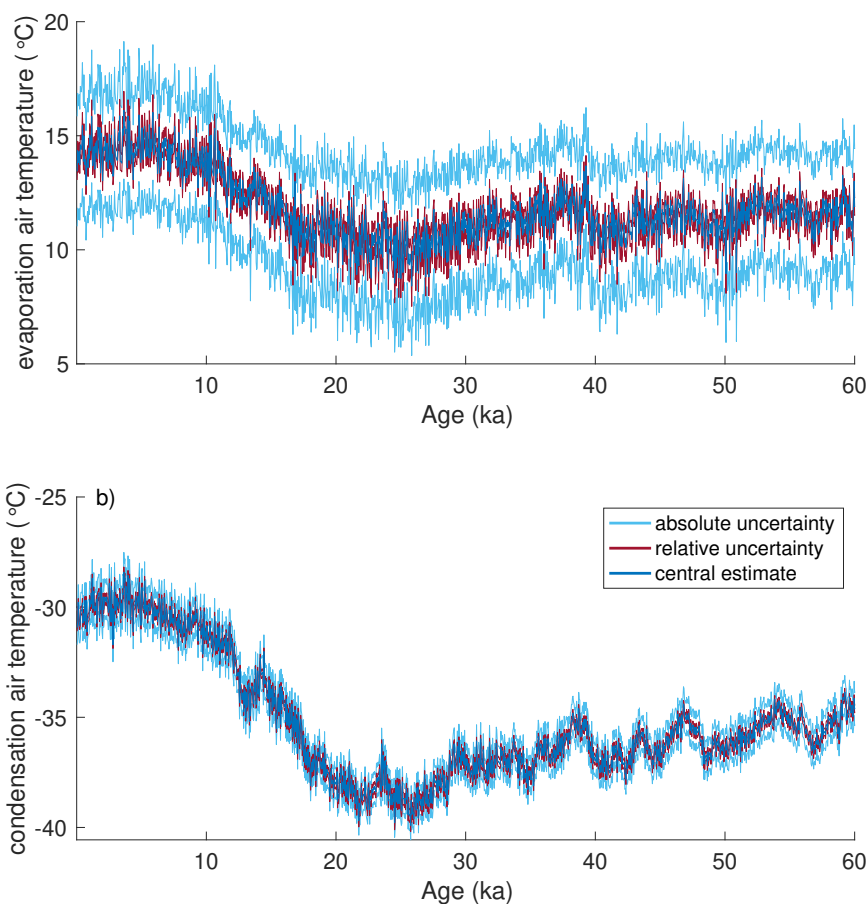 20
15
10
5
evaporation air temperature (°C)
10 20 30 40 50 60
Age (ka)
b)
-25
-30
-35
-40
condensation air temperature (°C)
absolute uncertainty
relative uncertainty
central estimate
10 20 30 40 50 60
Age (ka)